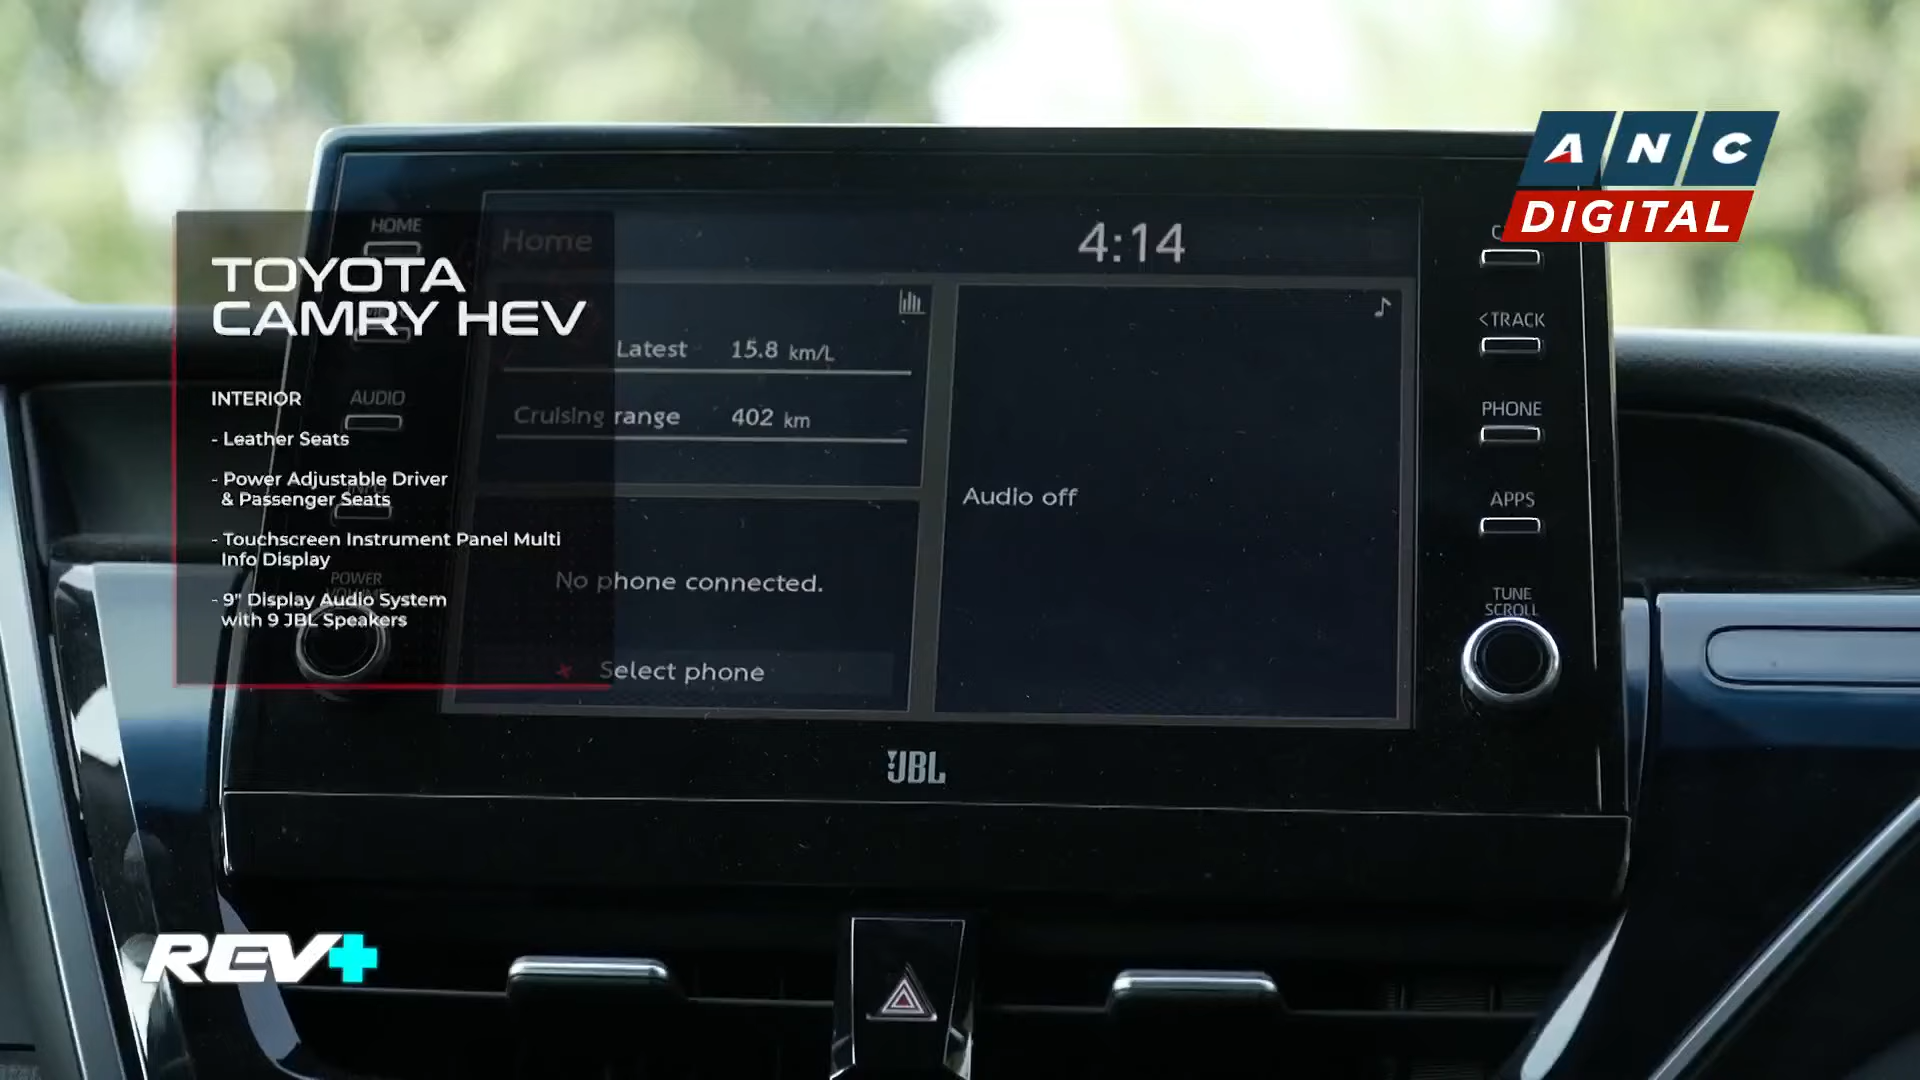 ANC
DIGITAL
TOYOTA
CAMRY HEV
INTERIOR
- Leather Seats
- Power Adjustable Driver
& Passenger Seats
- Touchscreen Instrument Panel Multi
Info Display
- 9" Display Audio System
with 9 JBL Speakers
HOME
AUDIO
POWER
Home
4:14
Latest 15.8 km/L
Cruising range 402 km
No phone connected.
Select phone
Audio off
<TRACK
PHONE
APPS
TUNE
SCROLL
JBL
REV+